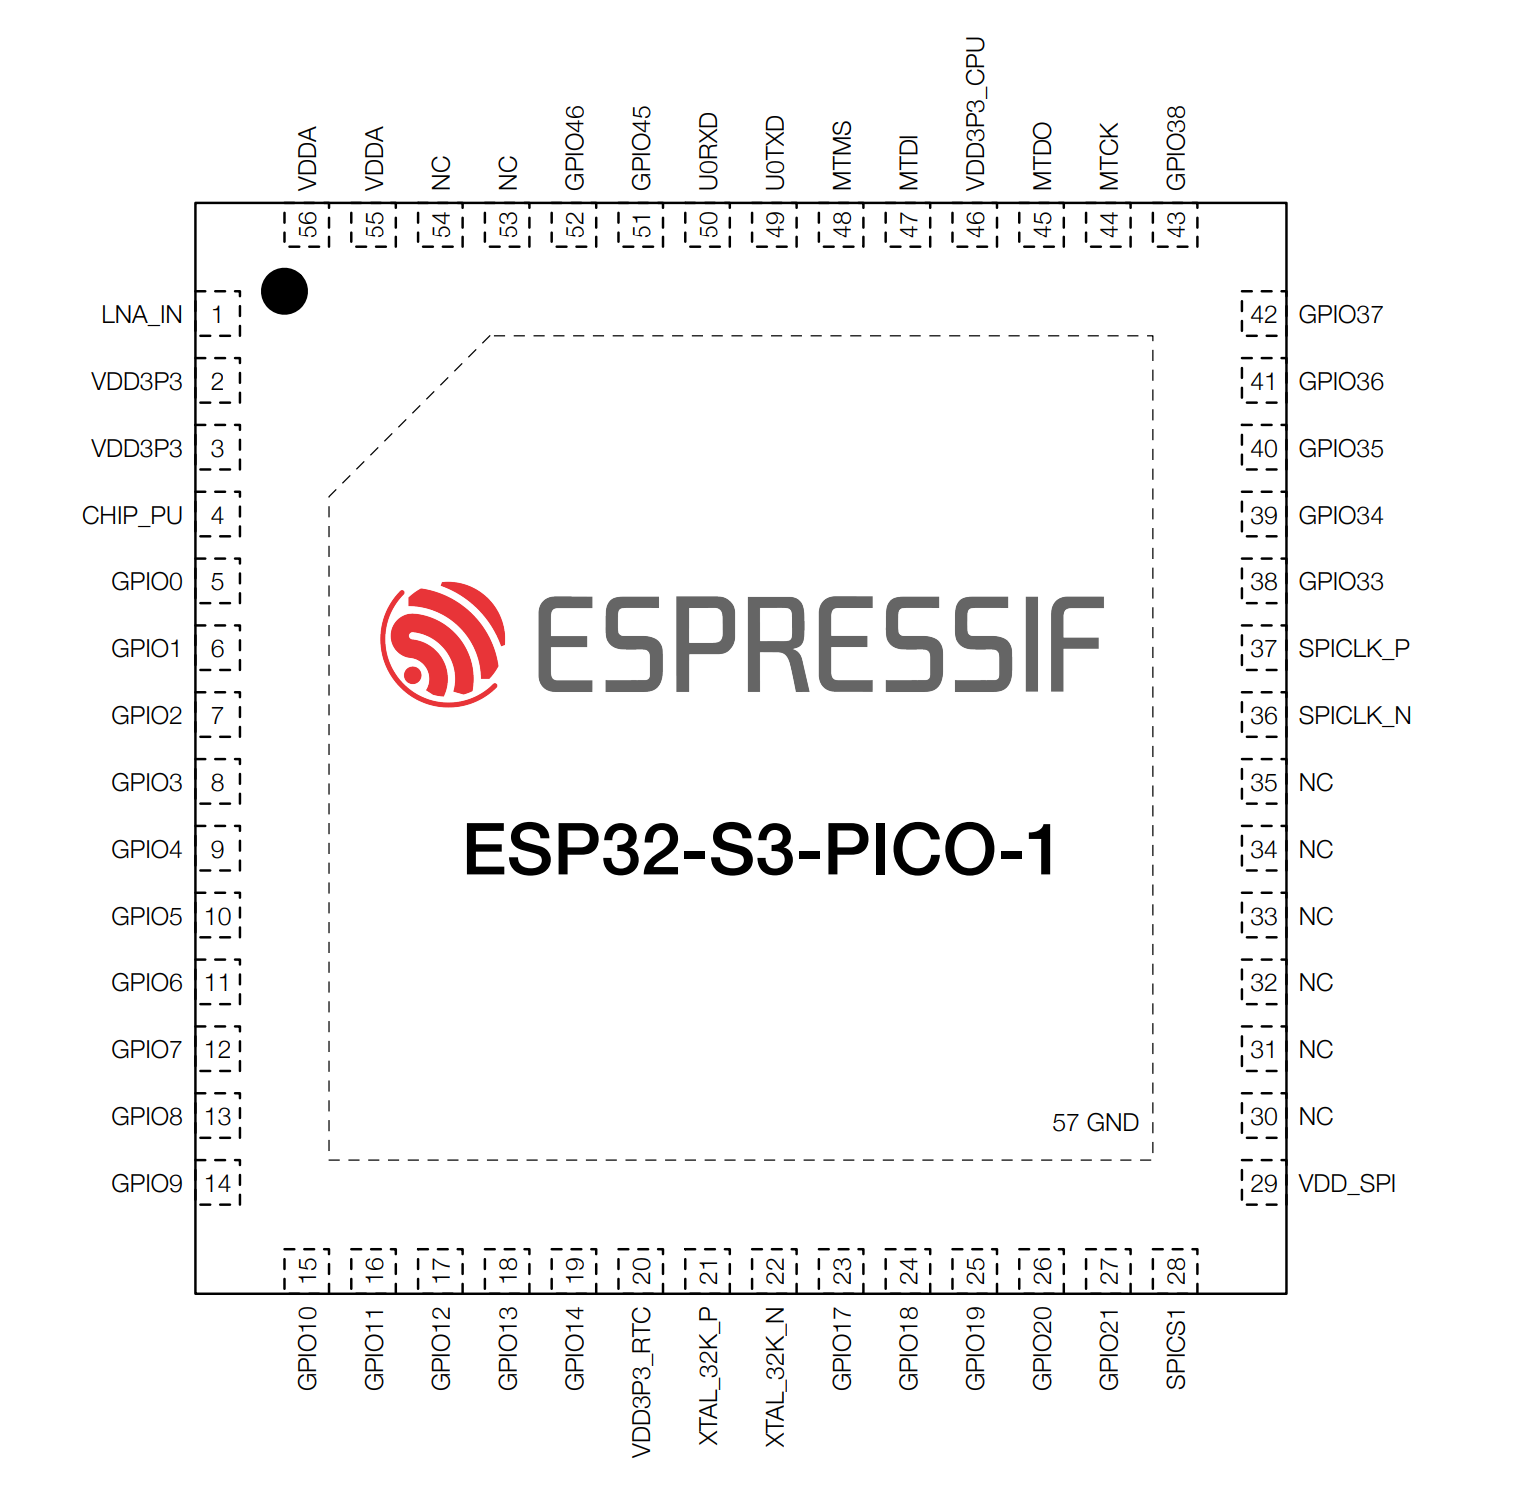 VDDA
VDDA
NC
NC
GPIO46
GPIO45
U0RXD
U0TXD
MTMS
MTDI
VDD3P3_CPU
MTDO
MTCK
GPIO38
56
55
54
53
52
51
50
49
48
47
46
45
44
43
LNA_IN 1
42 GPIO37
VDD3P3 2
41 GPIO36
VDD3P3 3
40 GPIO35
CHIP_PU 4
39 GPIO34
GPIO0 5
38 GPIO33
GPIO1 6
37 SPICLK_P
GPIO2 7
36 SPICLK_N
GPIO3 8
35 NC
GPIO4 9
34 NC
GPIO5 10
33 NC
GPIO6 11
32 NC
GPIO7 12
31 NC
GPIO8 13
30 NC
GPIO9 14
29 VDD_SPI
ESPRESSIF
ESP32-S3-PICO-1
57 GND
15
16
17
18
19
20
21
22
23
24
25
26
27
28
GPIO10
GPIO11
GPIO12
GPIO13
GPIO14
VDD3P3_RTC
XTAL_32K_P
XTAL_32K_N
GPIO17
GPIO18
GPIO19
GPIO20
GPIO21
SPICS1